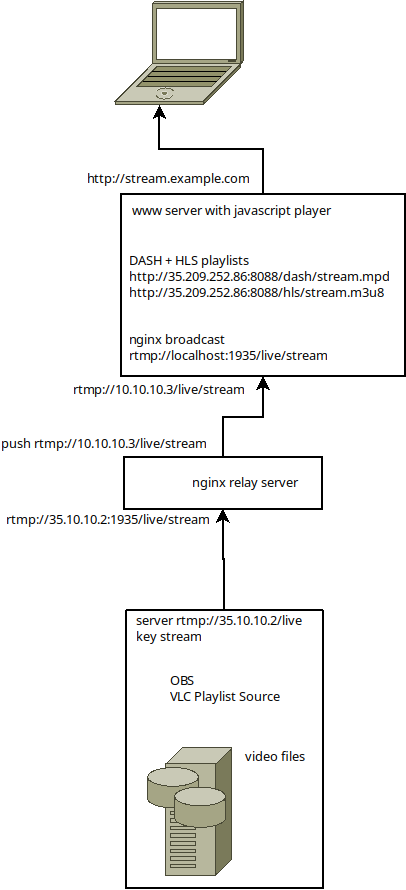 http://stream.example.com
www server with javascript player
DASH + HLS playlists
http://35.209.252.86:8088/dash/stream.mpd
http://35.209.252.86:8088/hls/stream.m3u8
nginx broadcast
rtmp://localhost:1935/live/stream
rtmp://10.10.10.3/live/stream
push rtmp://10.10.10.3/live/stream
nginx relay server
rtmp://35.10.10.2:1935/live/stream
server rtmp://35.10.10.2/live
key stream
OBS
VLC Playlist Source
video files